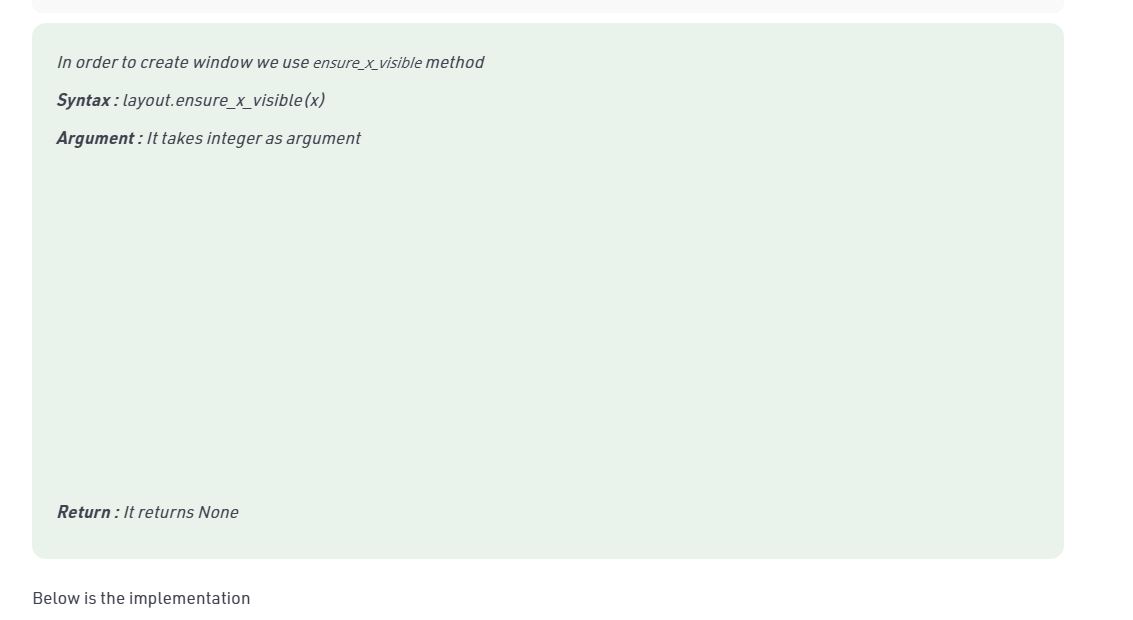 In order to create window we use ensure_x_visible method
Syntax : layout.ensure_x_visible(x)
Argument : It takes integer as argument
Return : It returns None
Below is the implementation